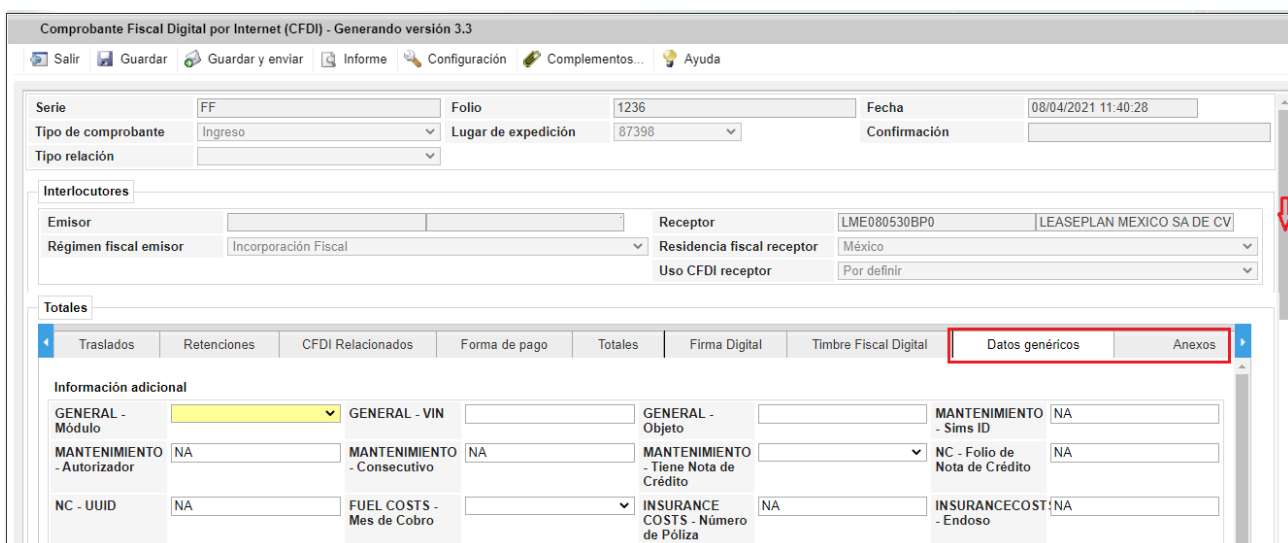 Comprobante Fiscal Digital por Internet (CFDI) - Generando versión 3.3
Salir Guardar Guardar y enviar Informe Configuración Complementos... Ayuda
Serie FF Folio 1236 Fecha 08/04/2021 11:40:28
Tipo de comprobante Ingreso Lugar de expedición 87398 Confirmación
Tipo relación
Interlocutores
Emisor Receptor LME080530BP0 LEASEPLAN MEXICO SA DE CV
Régimen fiscal emisor Incorporación Fiscal Residencia fiscal receptor México
Uso CFDI receptor Por definir
Totales
Traslados Retenciones CFDI Relacionados Forma de pago Totales Firma Digital Timbre Fiscal Digital Datos genéricos Anexos
Información adicional
GENERAL - GENERAL - VIN GENERAL - MANTENIMIENTO NA
Módulo Objeto - Sims ID
MANTENIMIENTO NA MANTENIMIENTO NA MANTENIMIENTO NC - Folio de NA
- Autorizador - Consecutivo - Tiene Nota de Nota de Crédito
Crédito
NC - UUID NA FUEL COSTS - INSURANCE NA INSURANCECOST NA
Mes de Cobro COSTS - Número - Endoso
de Póliza